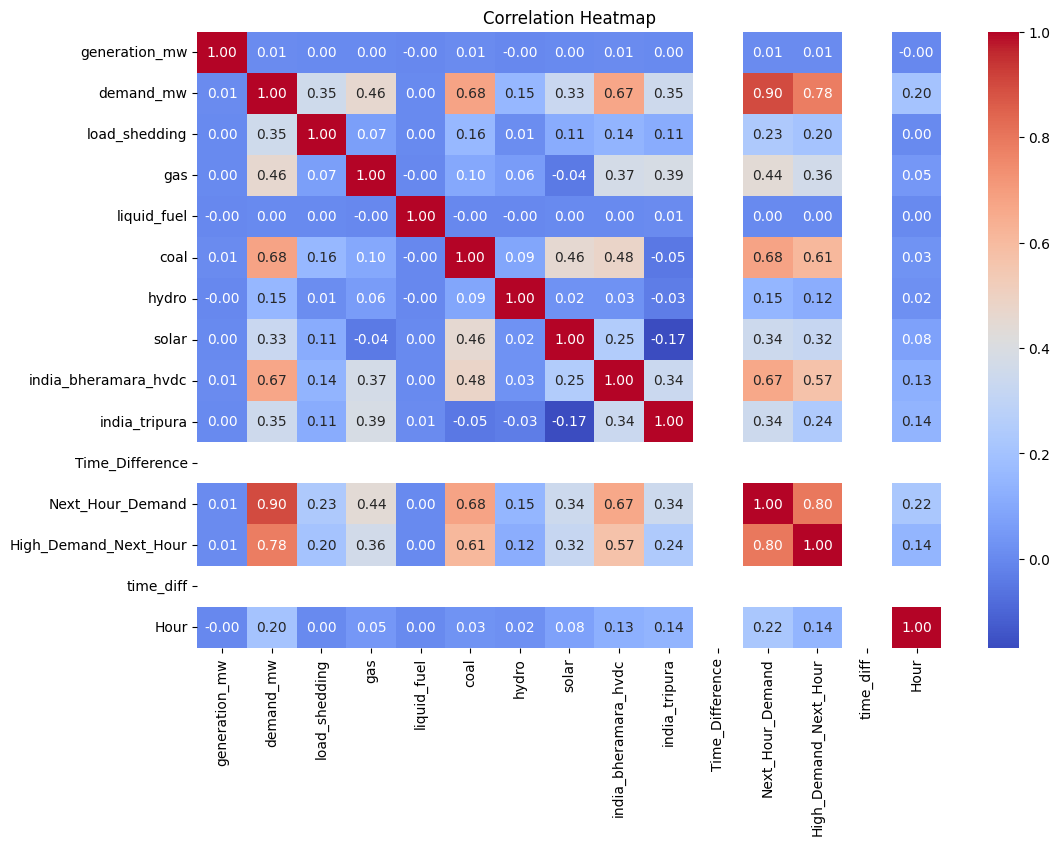 Correlation Heatmap
generation_mw 1.00 0.01 0.00 0.00 -0.00 0.01 -0.00 0.00 0.01 0.00 0.01 0.01 -0.00
demand_mw 0.01 1.00 0.35 0.46 0.00 0.68 0.15 0.33 0.67 0.35 0.90 0.78 0.20
load_shedding 0.00 0.35 1.00 0.07 0.00 0.16 0.01 0.11 0.14 0.11 0.23 0.20 0.00
gas 0.00 0.46 0.07 1.00 -0.00 0.10 0.06 -0.04 0.37 0.39 0.44 0.36 0.05
liquid_fuel -0.00 0.00 0.00 -0.00 1.00 -0.00 -0.00 0.00 0.00 0.01 0.00 0.00 0.00
coal 0.01 0.68 0.16 0.10 -0.00 1.00 0.09 0.46 0.48 -0.05 0.68 0.61 0.03
hydro -0.00 0.15 0.01 0.06 -0.00 0.09 1.00 0.02 0.03 -0.03 0.15 0.12 0.02
solar 0.00 0.33 0.11 -0.04 0.00 0.46 0.02 1.00 0.25 -0.17 0.34 0.32 0.08
india_bheramara_hvdc 0.01 0.67 0.14 0.37 0.00 0.48 0.03 0.25 1.00 0.34 0.67 0.57 0.13
india_tripura 0.00 0.35 0.11 0.39 0.01 -0.05 -0.03 -0.17 0.34 1.00 0.34 0.24 0.14
Time_Difference
Next_Hour_Demand 0.01 0.90 0.23 0.44 0.00 0.68 0.15 0.34 0.67 0.34 1.00 0.80 0.22
High_Demand_Next_Hour 0.01 0.78 0.20 0.36 0.00 0.61 0.12 0.32 0.57 0.24 0.80 1.00 0.14
time_diff
Hour -0.00 0.20 0.00 0.05 0.00 0.03 0.02 0.08 0.13 0.14 0.22 0.14 1.00
generation_mw
demand_mw
load_shedding
gas
liquid_fuel
coal
hydro
solar
india_bheramara_hvdc
india_tripura
Time_Difference
Next_Hour_Demand
High_Demand_Next_Hour
time_diff
Hour
1.0
0.8
0.6
0.4
0.2
0.0